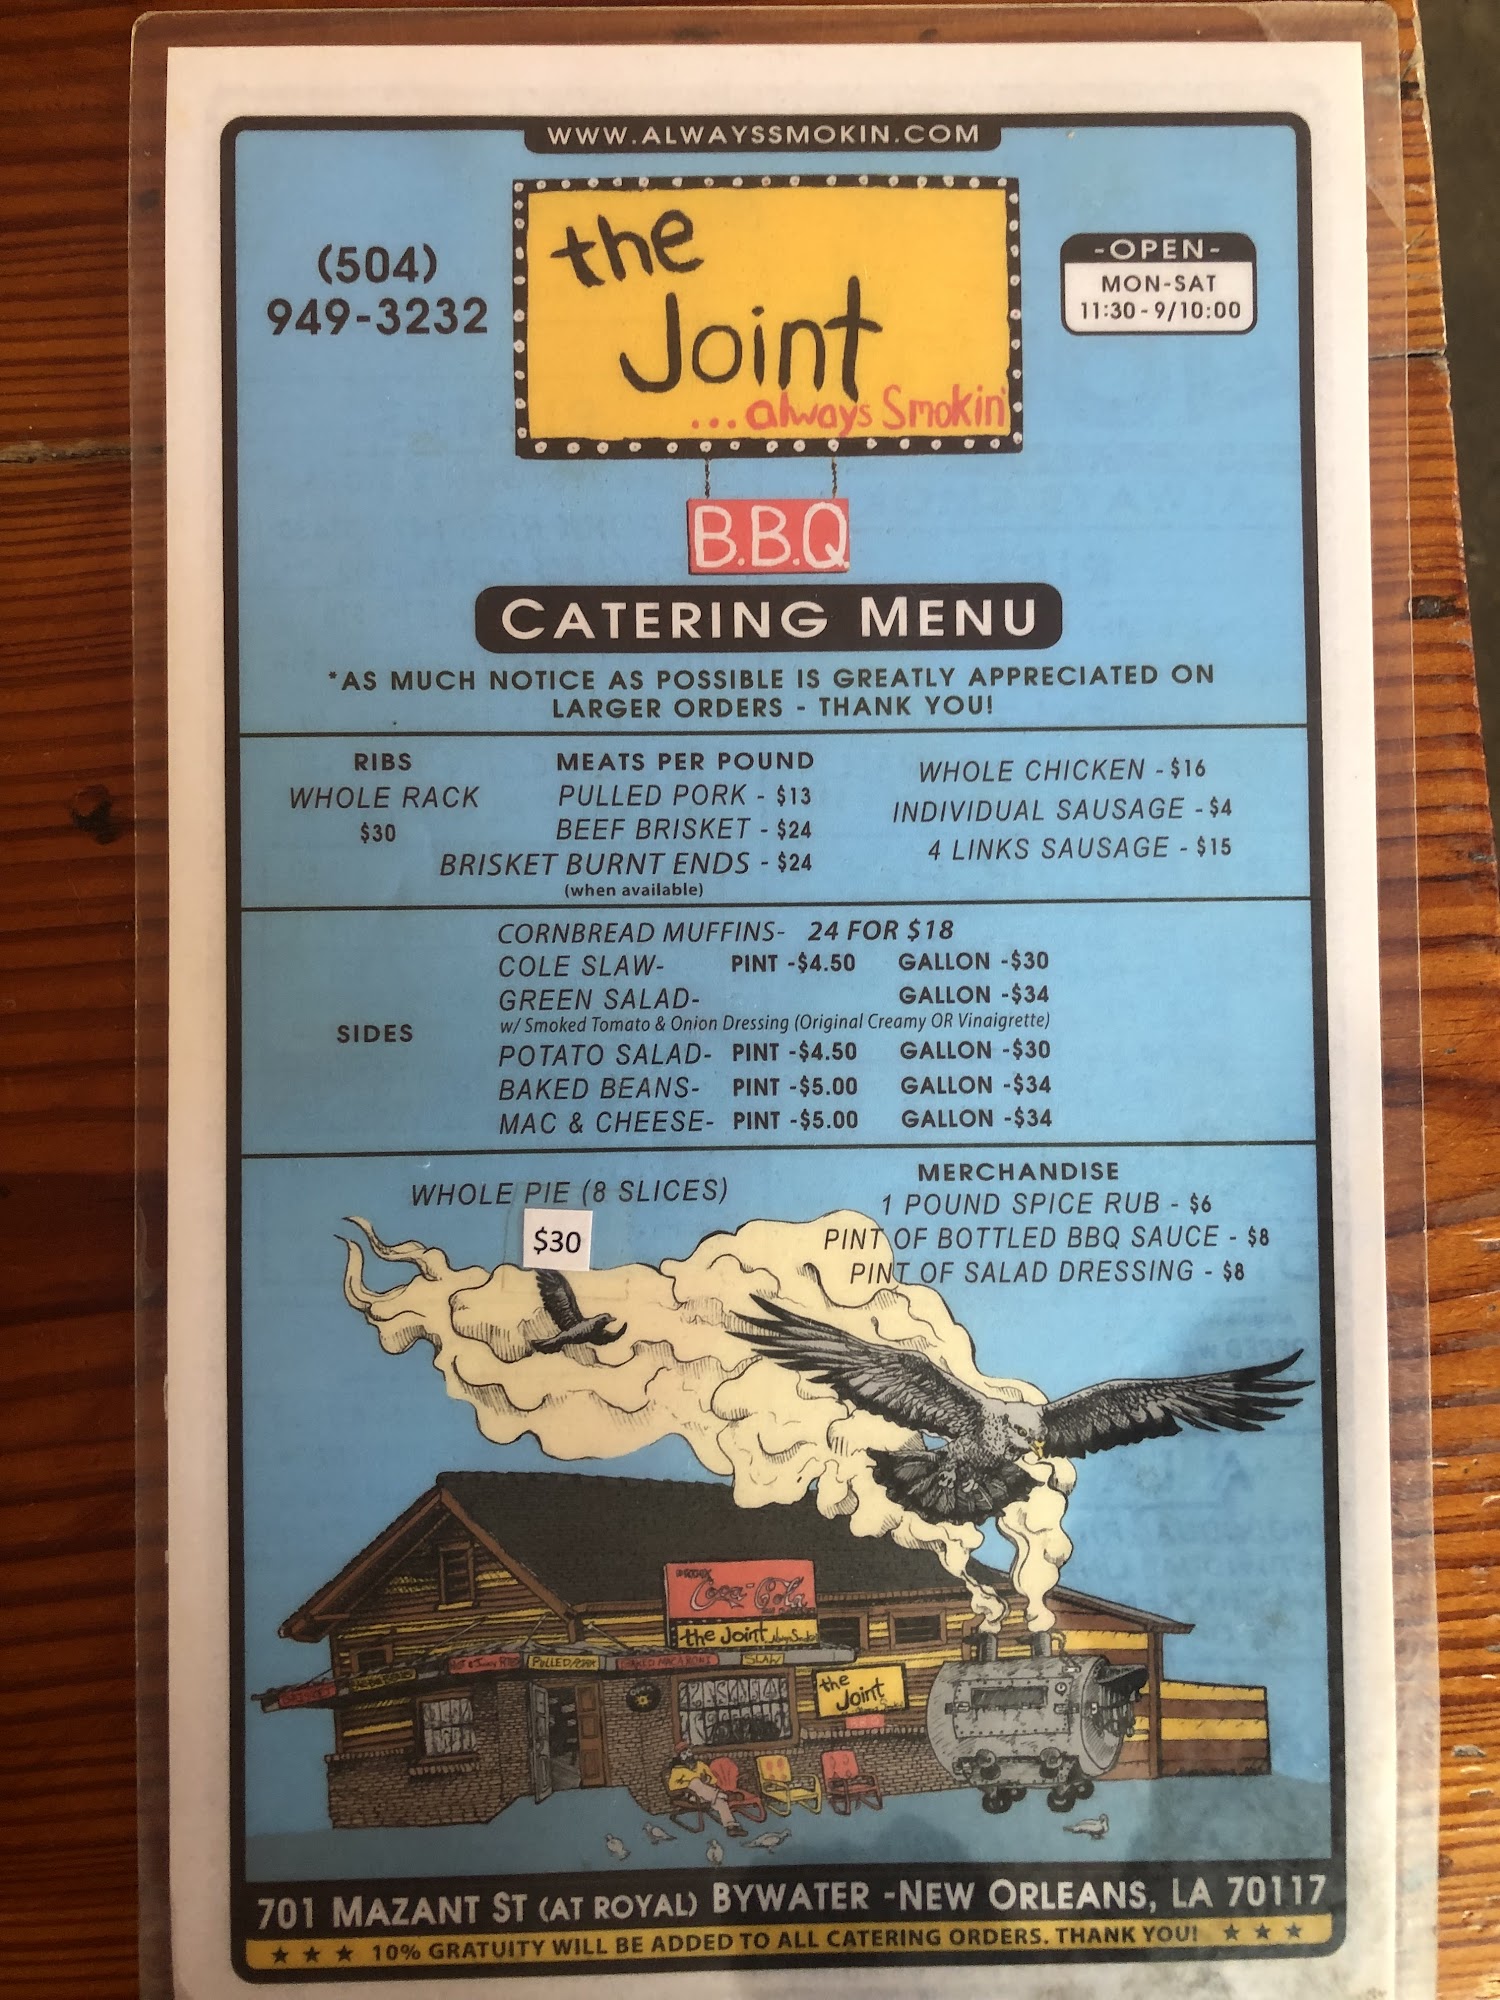 WWW.ALWAYSSMOKIN.COM
(504)
949-3232
the
Joint
...always Smokin'
B.B.Q
-OPEN-
MON-SAT
11:30 - 9/10:00
CATERING MENU
*AS MUCH NOTICE AS POSSIBLE IS GREATLY APPRECIATED ON
LARGER ORDERS - THANK YOU!
RIBS
WHOLE RACK
$30
MEATS PER POUND
PULLED PORK - $13
BEEF BRISKET - $24
BRISKET BURNT ENDS - $24
(when available)
WHOLE CHICKEN - $16
INDIVIDUAL SAUSAGE - $4
4 LINKS SAUSAGE - $15
SIDES
CORNBREAD MUFFINS- 24 FOR $18
COLE SLAW- PINT -$4.50 GALLON -$30
GREEN SALAD- GALLON -$34
w/ Smoked Tomato & Onion Dressing (Original Creamy OR Vinaigrette)
POTATO SALAD- PINT -$4.50 GALLON -$30
BAKED BEANS- PINT -$5.00 GALLON -$34
MAC & CHEESE- PINT -$5.00 GALLON -$34
WHOLE PIE (8 SLICES)
$30
MERCHANDISE
1 POUND SPICE RUB - $6
PINT OF BOTTLED BBQ SAUCE - $8
PINT OF SALAD DRESSING - $8
Coca-Cola
the Joint
PULLED PORK
SLAW
the
Joint
701 MAZANT ST (AT ROYAL) BYWATER -NEW ORLEANS, LA 70117
★ ★ ★ 10% GRATUITY WILL BE ADDED TO ALL CATERING ORDERS. THANK YOU! ★ ★ ★